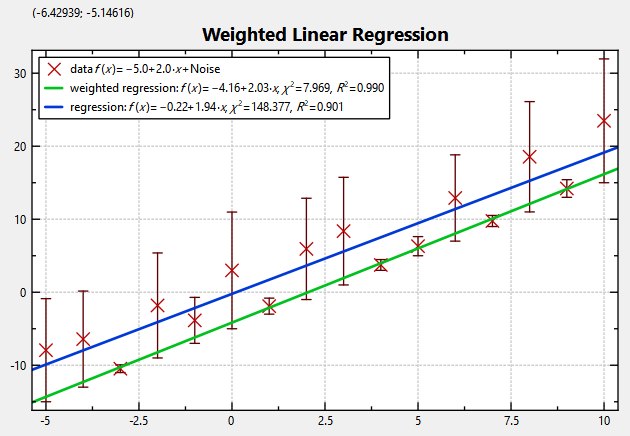 (-6.42939; -5.14616)
Weighted Linear Regression
data f (x)= −5.0+2.0·x+Noise
weighted regression: f (x)= −4.16+2.03·x, χ²=7.969, R²=0.990
regression: f (x)= −0.22+1.94·x, χ²=148.377, R²=0.901
30
20
10
0
-10
-5 -2.5 0 2.5 5 7.5 10